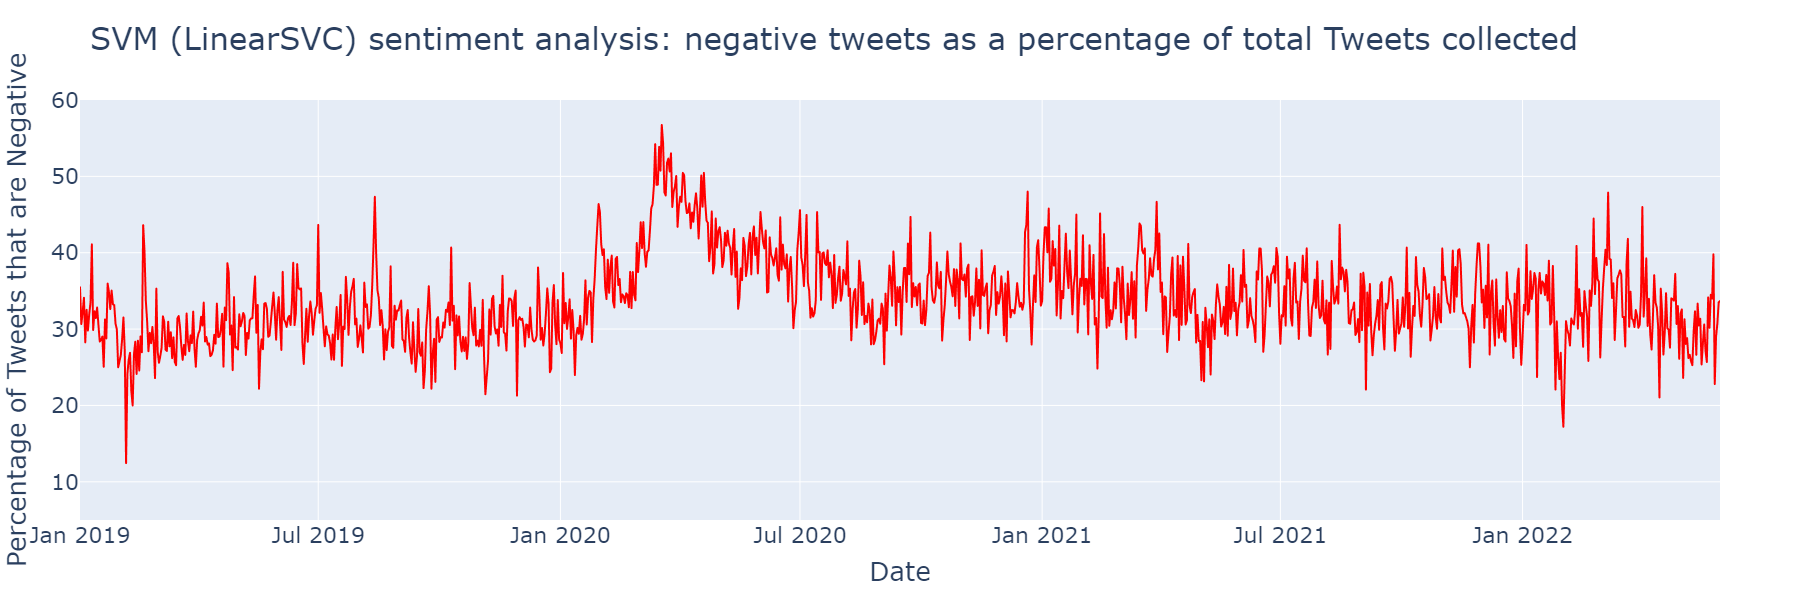 SVM (LinearSVC) sentiment analysis: negative tweets as a percentage of total Tweets collected
Percentage of Tweets that are Negative
60
50
40
30
20
10
Jan 2019
Jul 2019
Jan 2020
Jul 2020
Jan 2021
Jul 2021
Jan 2022
Date